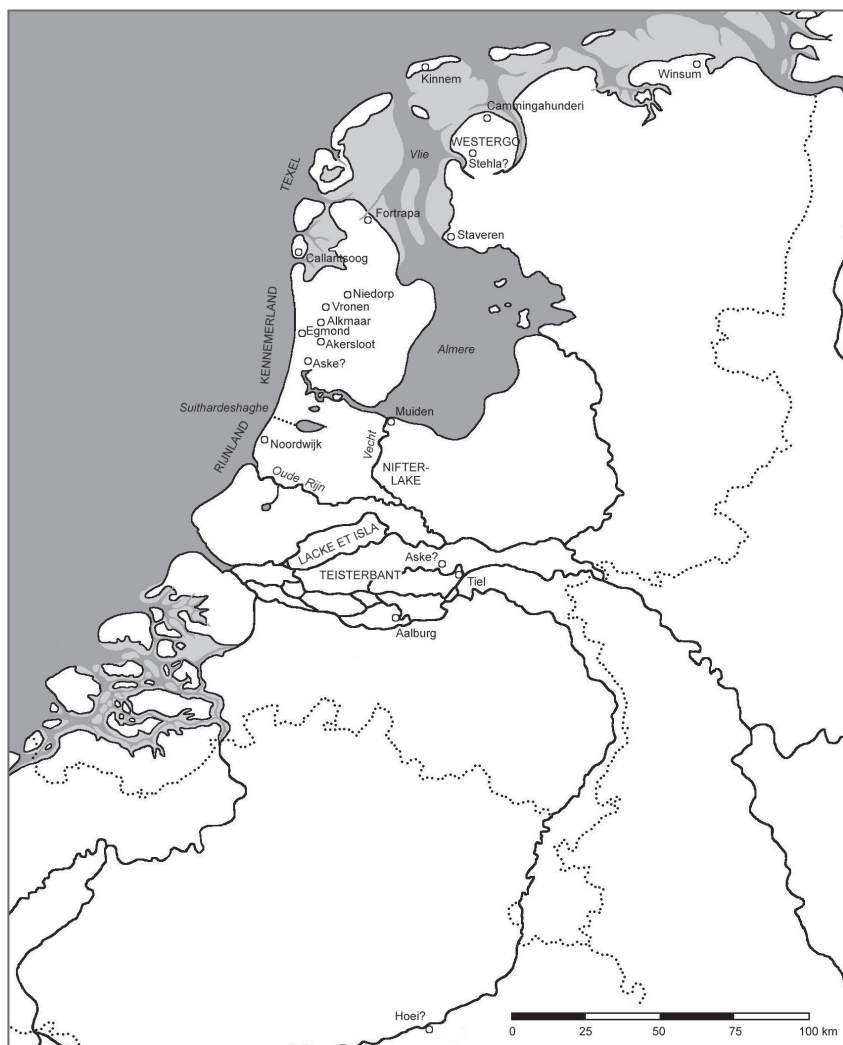 Kinnem
Winsum
Cammingahunderi
WESTERGO
Stehla?
Vlie
TEXEL
Fortrapa
Staveren
Callantsoog
Niedorp
Vronen
Alkmaar
Egmond
Akersloot
KENNEMERLAND
Almere
Aske?
Suithardeshaghe
Muiden
Noordwijk
Vecht
RIJNLAND
NIFTER-
LAKE
Oude Rijn
LACKE ET ISLA
Aske?
TEISTERBANT
Tiel
Aalburg
Hoei?
0 25 50 75 100 km